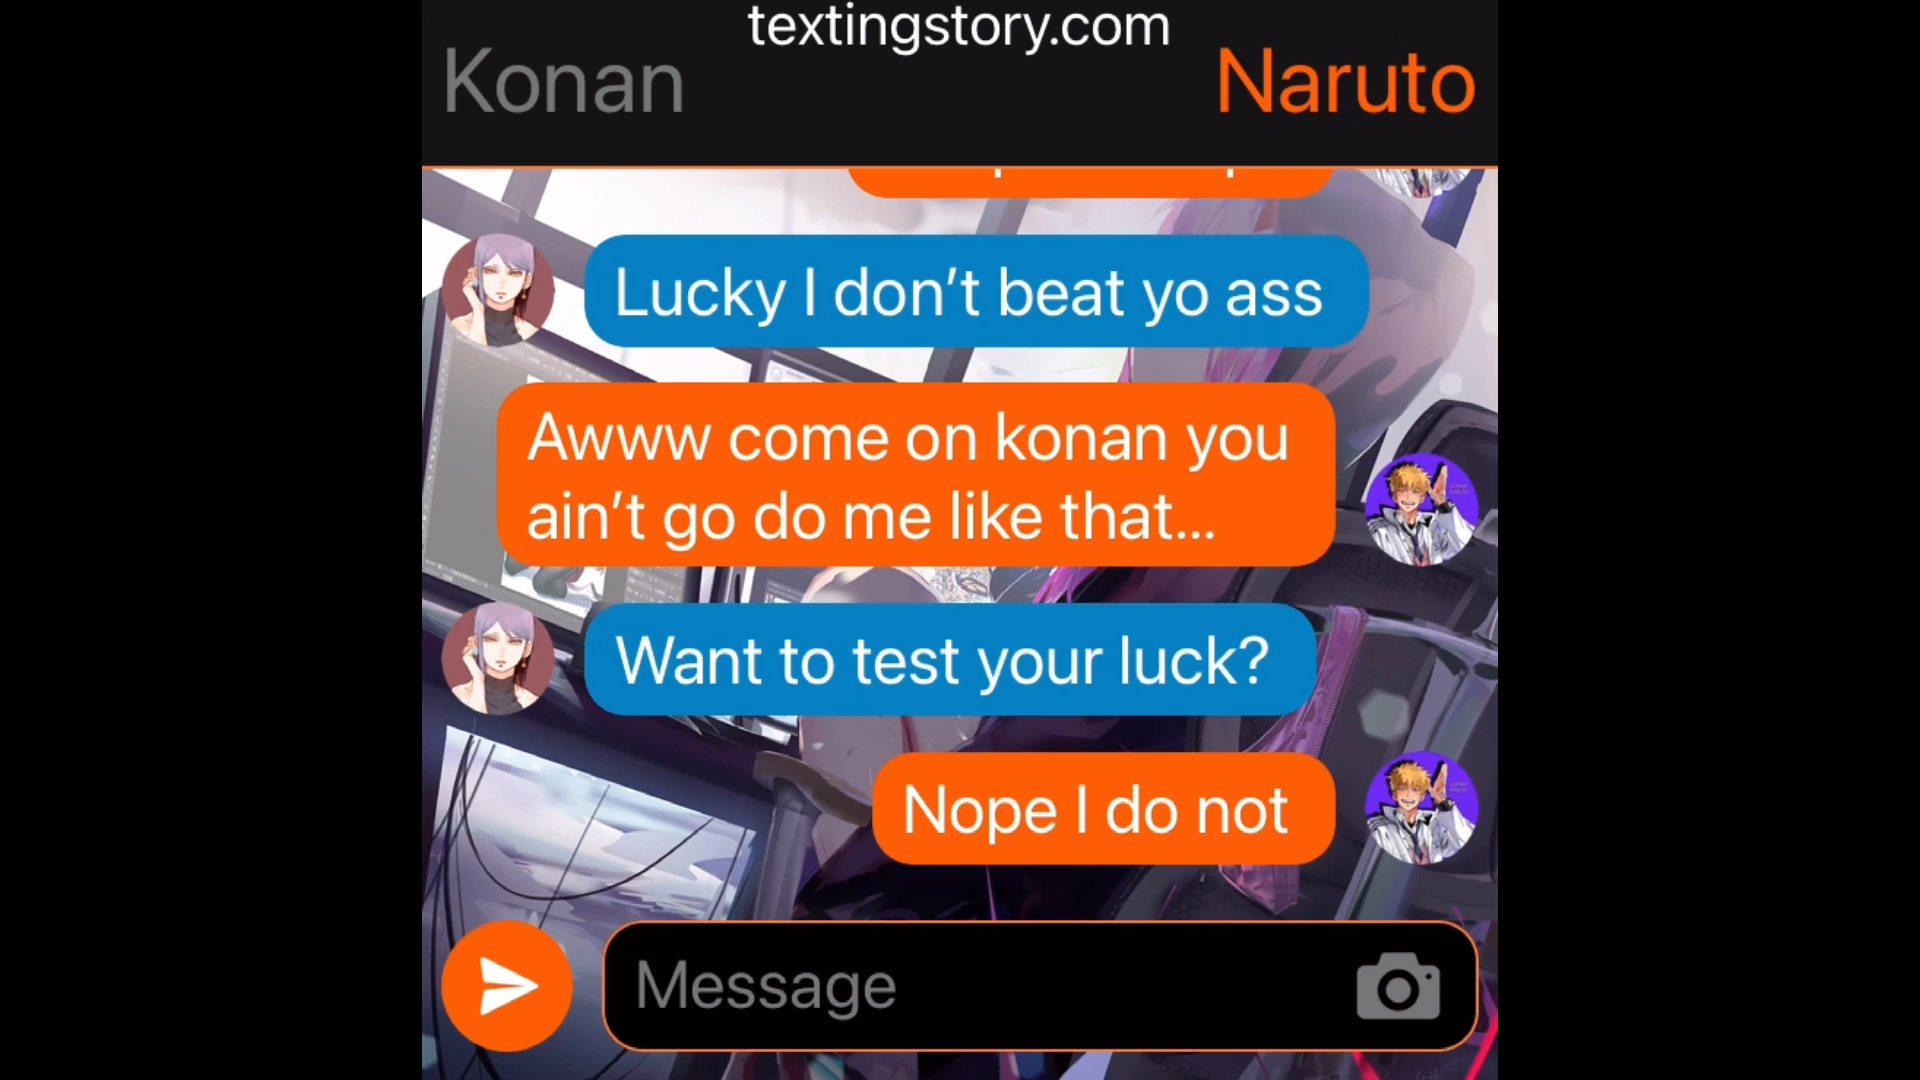 textingstory.com
Konan
Naruto
Lucky I don’t beat yo ass
Awww come on konan you
ain’t go do me like that...
Want to test your luck?
Nope I do not
Message